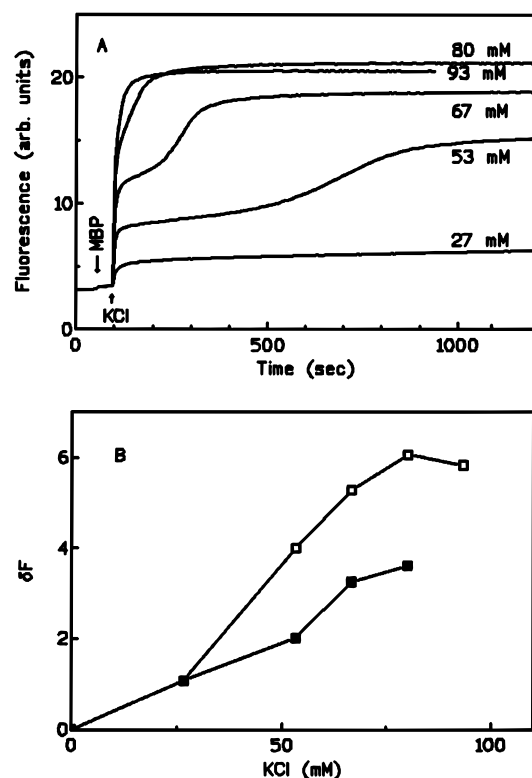 A
80 mM
93 mM
67 mM
53 mM
27 mM
MBP
KCl
Fluorescence (arb. units)
20
10
0
0
500
1000
Time (sec)
B
6
4
2
0
δF
0
50
100
KCl (mM)